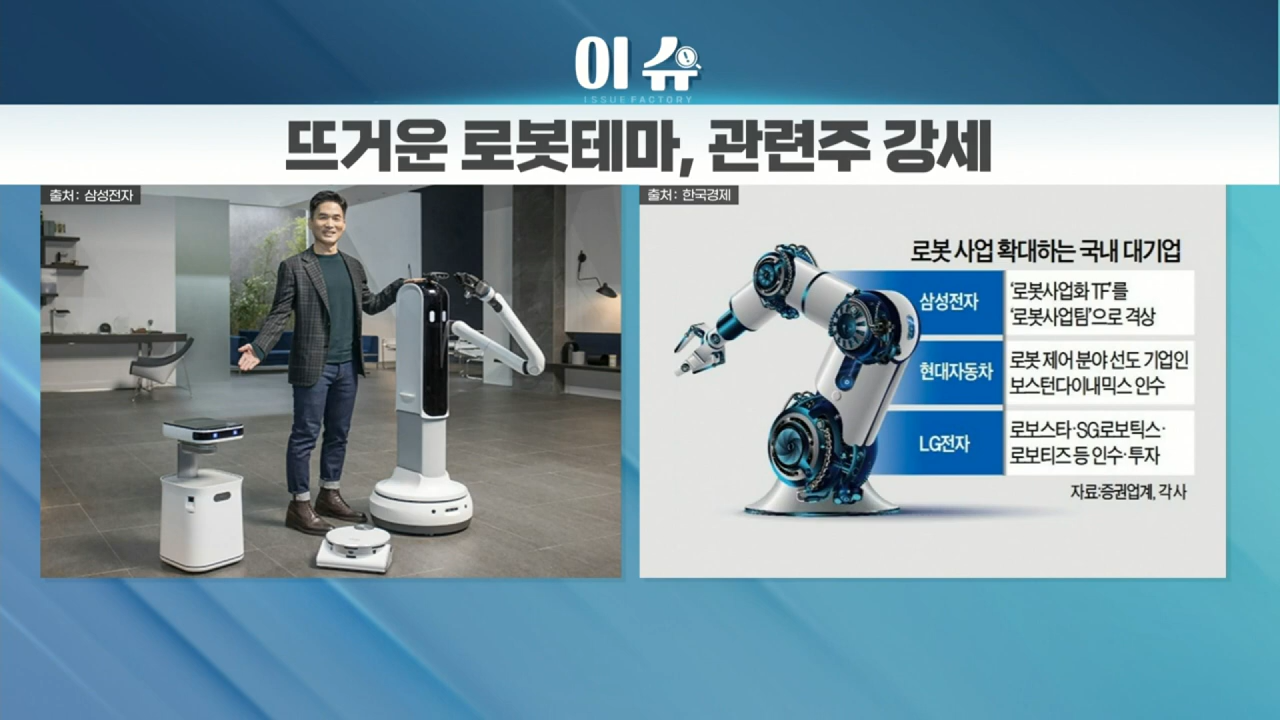 이슈
ISSUE FACTORY
뜨거운 로봇테마, 관련주 강세
출처: 삼성전자
출처: 한국경제
로봇 사업 확대하는 국내 대기업
삼성전자
‘로봇사업화 TF’를
‘로봇사업팀’으로 격상
현대자동차
로봇 제어 분야 선도 기업인
보스턴다이내믹스 인수
LG전자
로보스타·SG로보틱스·
로보티즈 등 인수·투자
자료:증권업계, 각 사